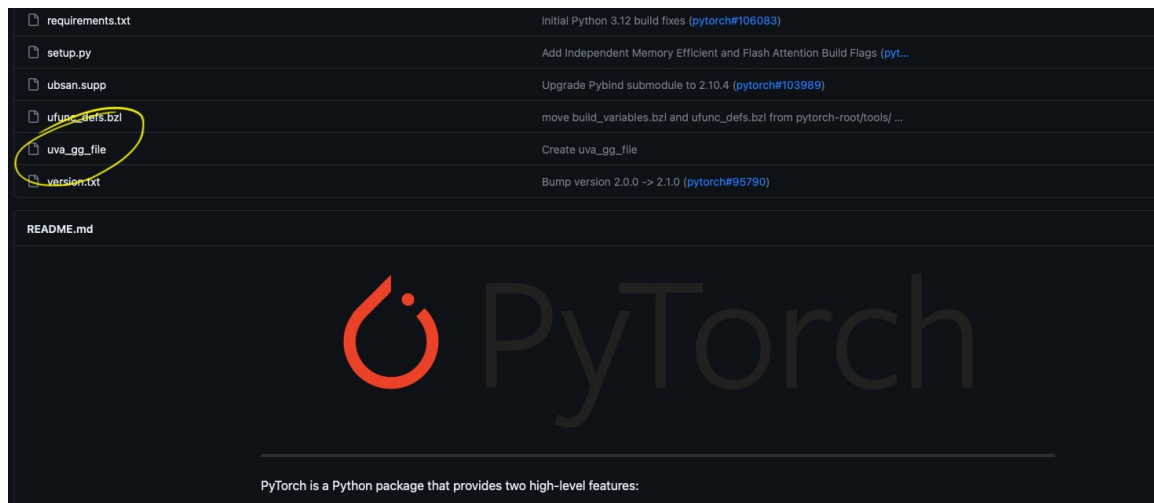 requirements.txt Initial Python 3.12 build fixes (pytorch#106083)
setup.py Add Independent Memory Efficient and Flash Attention Build Flags (pyt...
ubsan.supp Upgrade Pybind submodule to 2.10.4 (pytorch#103989)
ufunc_defs.bzl move build_variables.bzl and ufunc_defs.bzl from pytorch-root/tools/ ...
uva_gg_file Create uva_gg_file
version.txt Bump version 2.0.0 -> 2.1.0 (pytorch#95790)
README.md
PyTorch
PyTorch is a Python package that provides two high-level features: